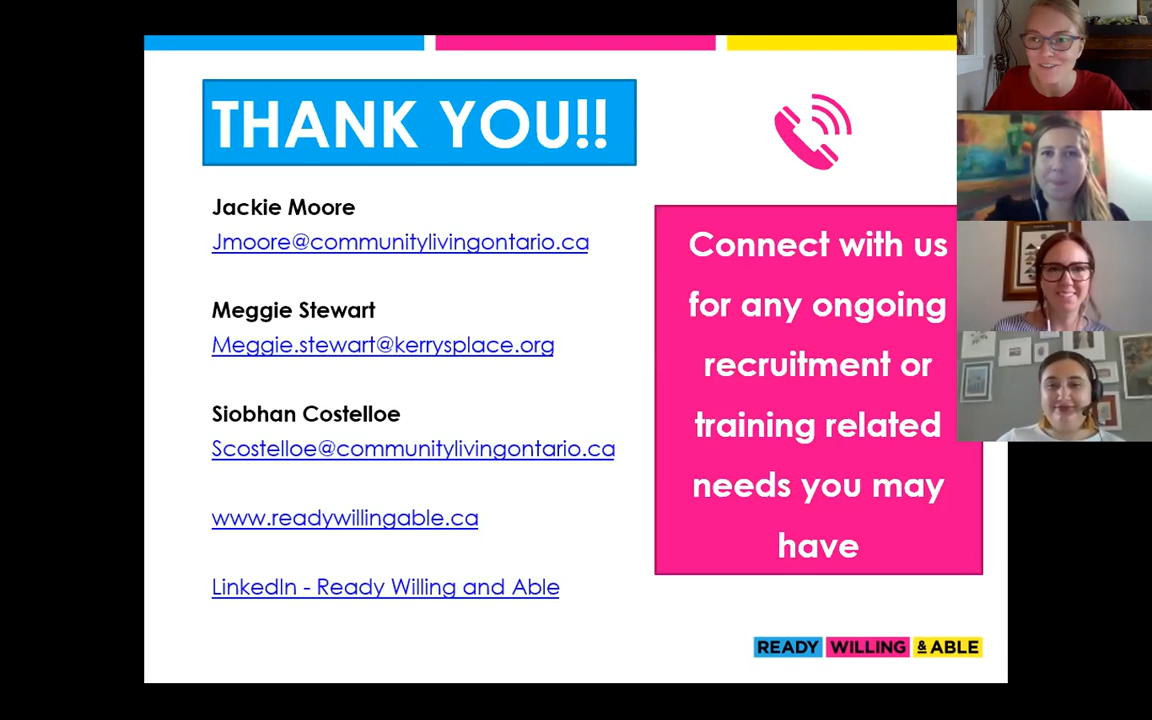 THANK YOU!!
Jackie Moore
Jmoore@communitylivingontario.ca
Meggie Stewart
Meggie.stewart@kerrysplace.org
Siobhan Costelloe
Scostelloe@communitylivingontario.ca
www.readywillingable.ca
LinkedIn - Ready Willing and Able
Connect with us
for any ongoing
recruitment or
training related
needs you may
have
READY WILLING & ABLE